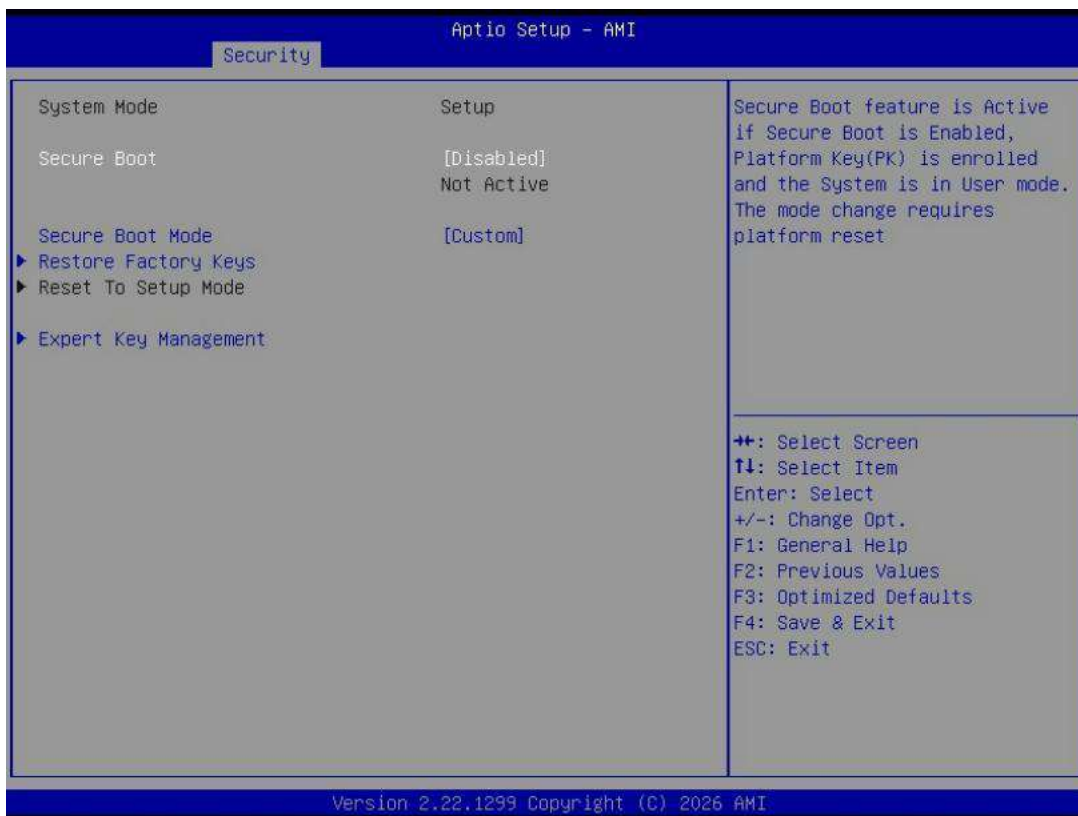 Aptio Setup - AMI
Security
System Mode Setup
Secure Boot [Disabled]
Not Active
Secure Boot Mode [Custom]
▶ Restore Factory Keys
▶ Reset To Setup Mode
▶ Expert Key Management
Secure Boot feature is Active
if Secure Boot is Enabled,
Platform Key(PK) is enrolled
and the System is in User mode.
The mode change requires
platform reset
→←: Select Screen
↑↓: Select Item
Enter: Select
+/-: Change Opt.
F1: General Help
F2: Previous Values
F3: Optimized Defaults
F4: Save & Exit
ESC: Exit
Version 2.22.1299 Copyright (C) 2026 AMI